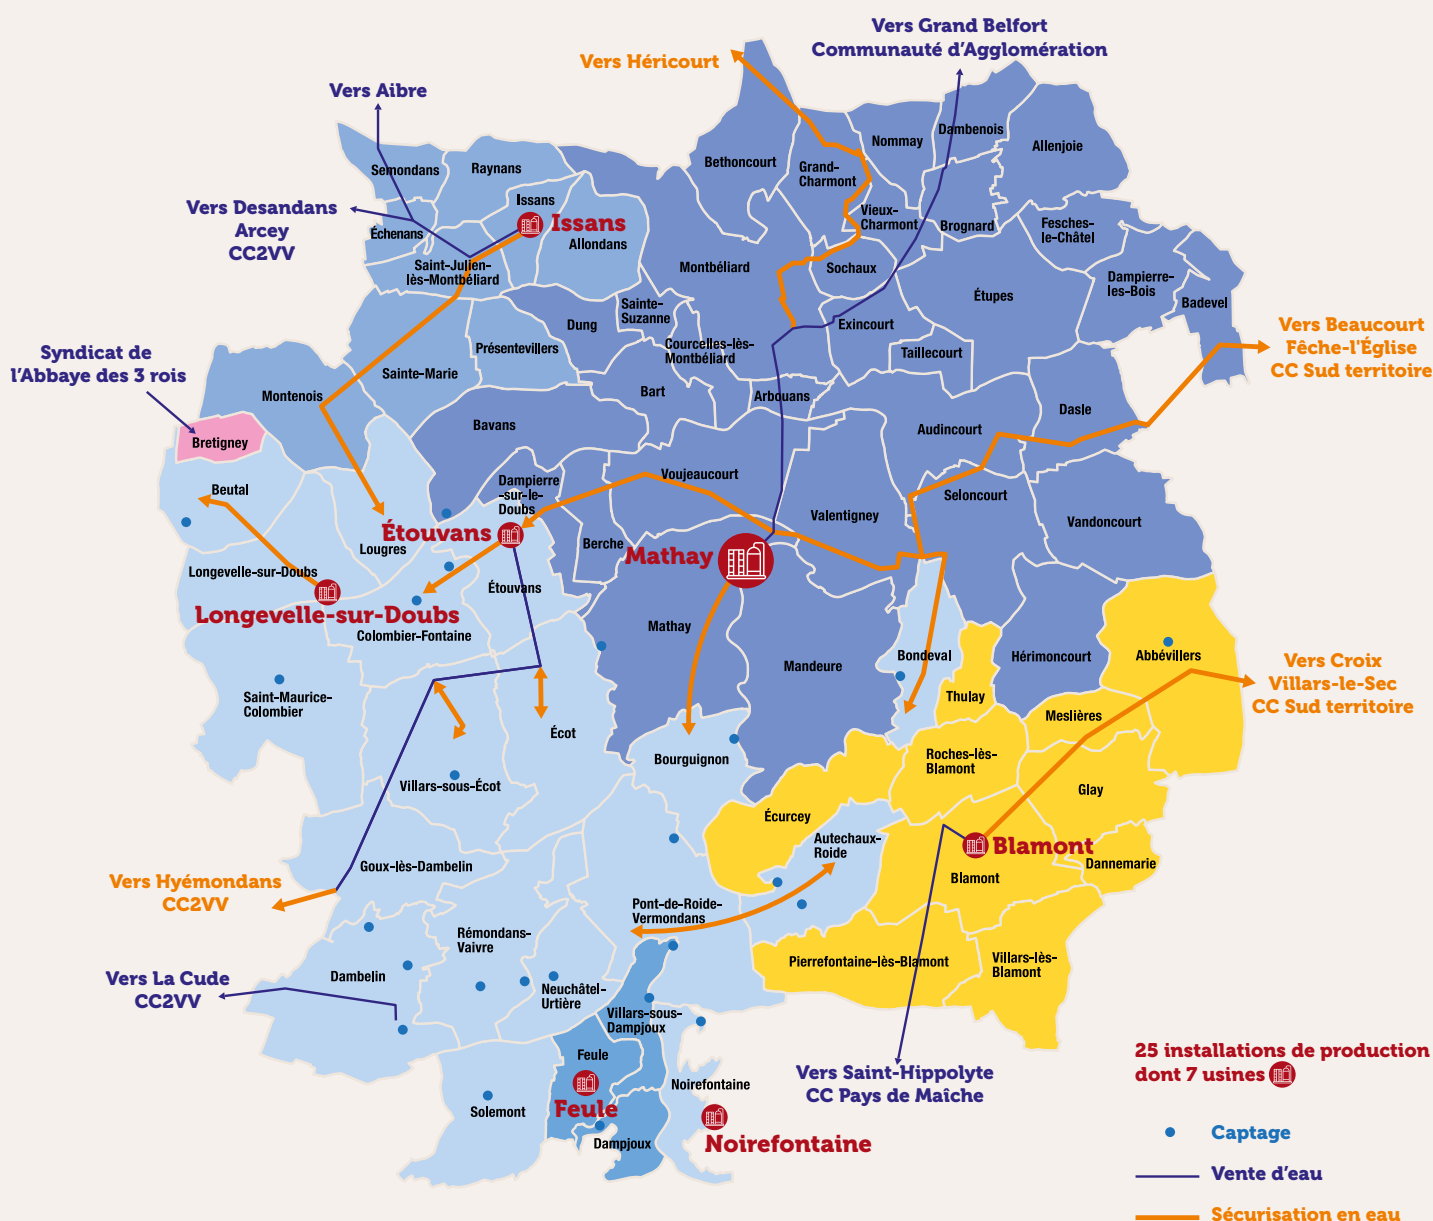 Vers Grand Belfort
Communauté d'Agglomération
Vers Héricourt
Vers Aibre
Nommay
Dambenois
Allenjoie
Bethoncourt
Grand-
Charmont
Semondans
Raynans
Issans
Issans
Allondans
Vers Desandans
Arcey
CC2VV
Échenans
Vieux-
Charmont
Brognard
Fesches-
le-Châtel
Saint-Julien-
lès-Montbéliard
Montbéliard
Sochaux
Dampierre-
les-Bois
Badevel
Étupes
Sainte-
Suzanne
Dung
Exincourt
Vers Beaucourt
Fêche-l'Église
CC Sud territoire
Syndicat de
l'Abbaye des 3 rois
Présentevillers
Courcelles-lès-
Montbéliard
Taillecourt
Sainte-Marie
Montenois
Bart
Arbouans
Dasle
Bavans
Audincourt
Bretigney
Beutal
Dampierre
-sur-le-
Doubs
Voujeaucourt
Seloncourt
Valentigney
Vandoncourt
Étouvans
Lougres
Berche
Mathay
Longevelle-sur-Doubs
Étouvans
Longevelle-sur-Doubs
Colombier-Fontaine
Mathay
Mandeure
Bondeval
Hérimoncourt
Abbévillers
Vers Croix
Villars-le-Sec
CC Sud territoire
Saint-Maurice-
Colombier
Thulay
Meslières
Écot
Bourguignon
Roches-lès-
Blamont
Villars-sous-Écot
Glay
Écurcey
Autechaux-
Roide
Blamont
Goux-lès-Dambelin
Blamont
Dannemarie
Vers Hyémondans
CC2VV
Pont-de-Roide-
Vermondans
Rémondans-
Vaivre
Pierrefontaine-lès-Blamont
Villars-lès-
Blamont
Vers La Cude
CC2VV
Dambelin
Neuchâtel-
Urtière
Villars-sous-
Dampjoux
Feule
Vers Saint-Hippolyte
CC Pays de Maîche
Noirefontaine
Feule
Solemont
Dampjoux
Noirefontaine
25 installations de production
dont 7 usines
Captage
Vente d'eau
Sécurisation en eau